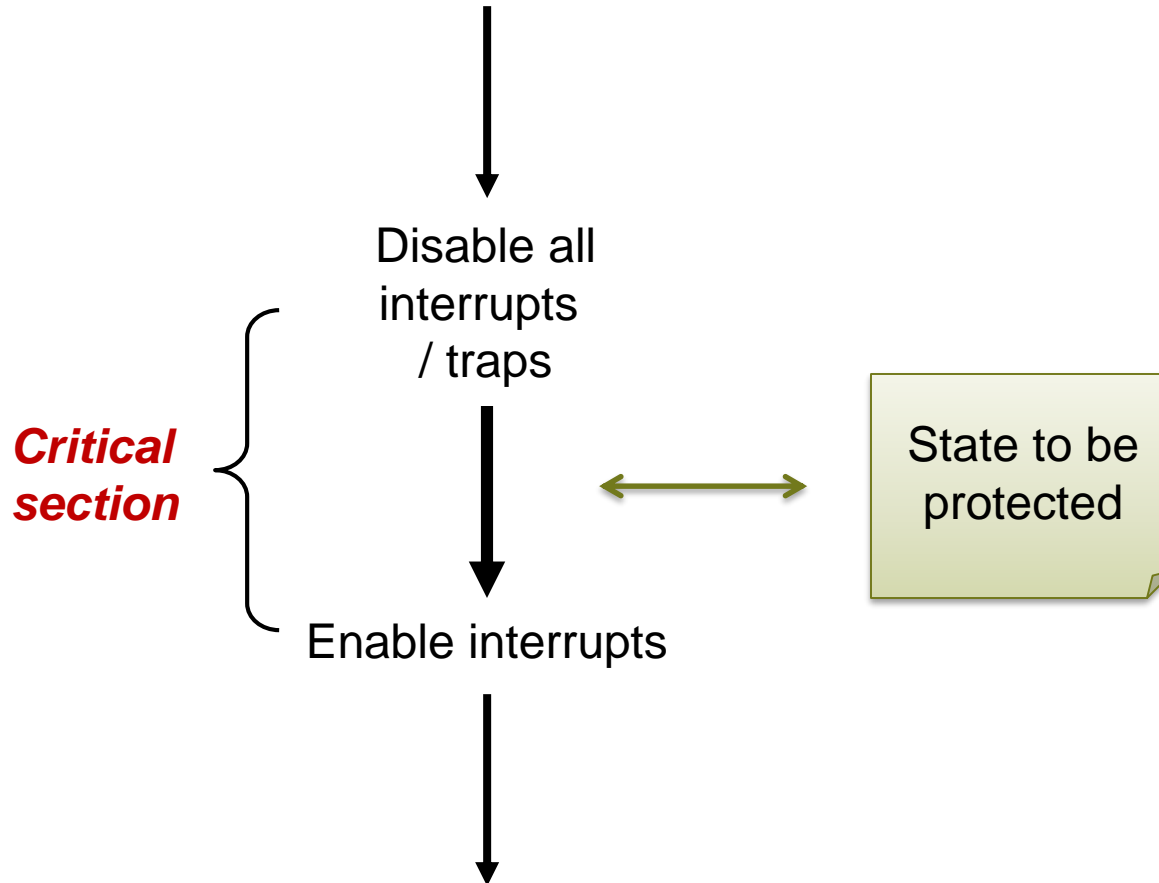 Disable all
interrupts
/ traps
Critical
section
State to be
protected
Enable interrupts